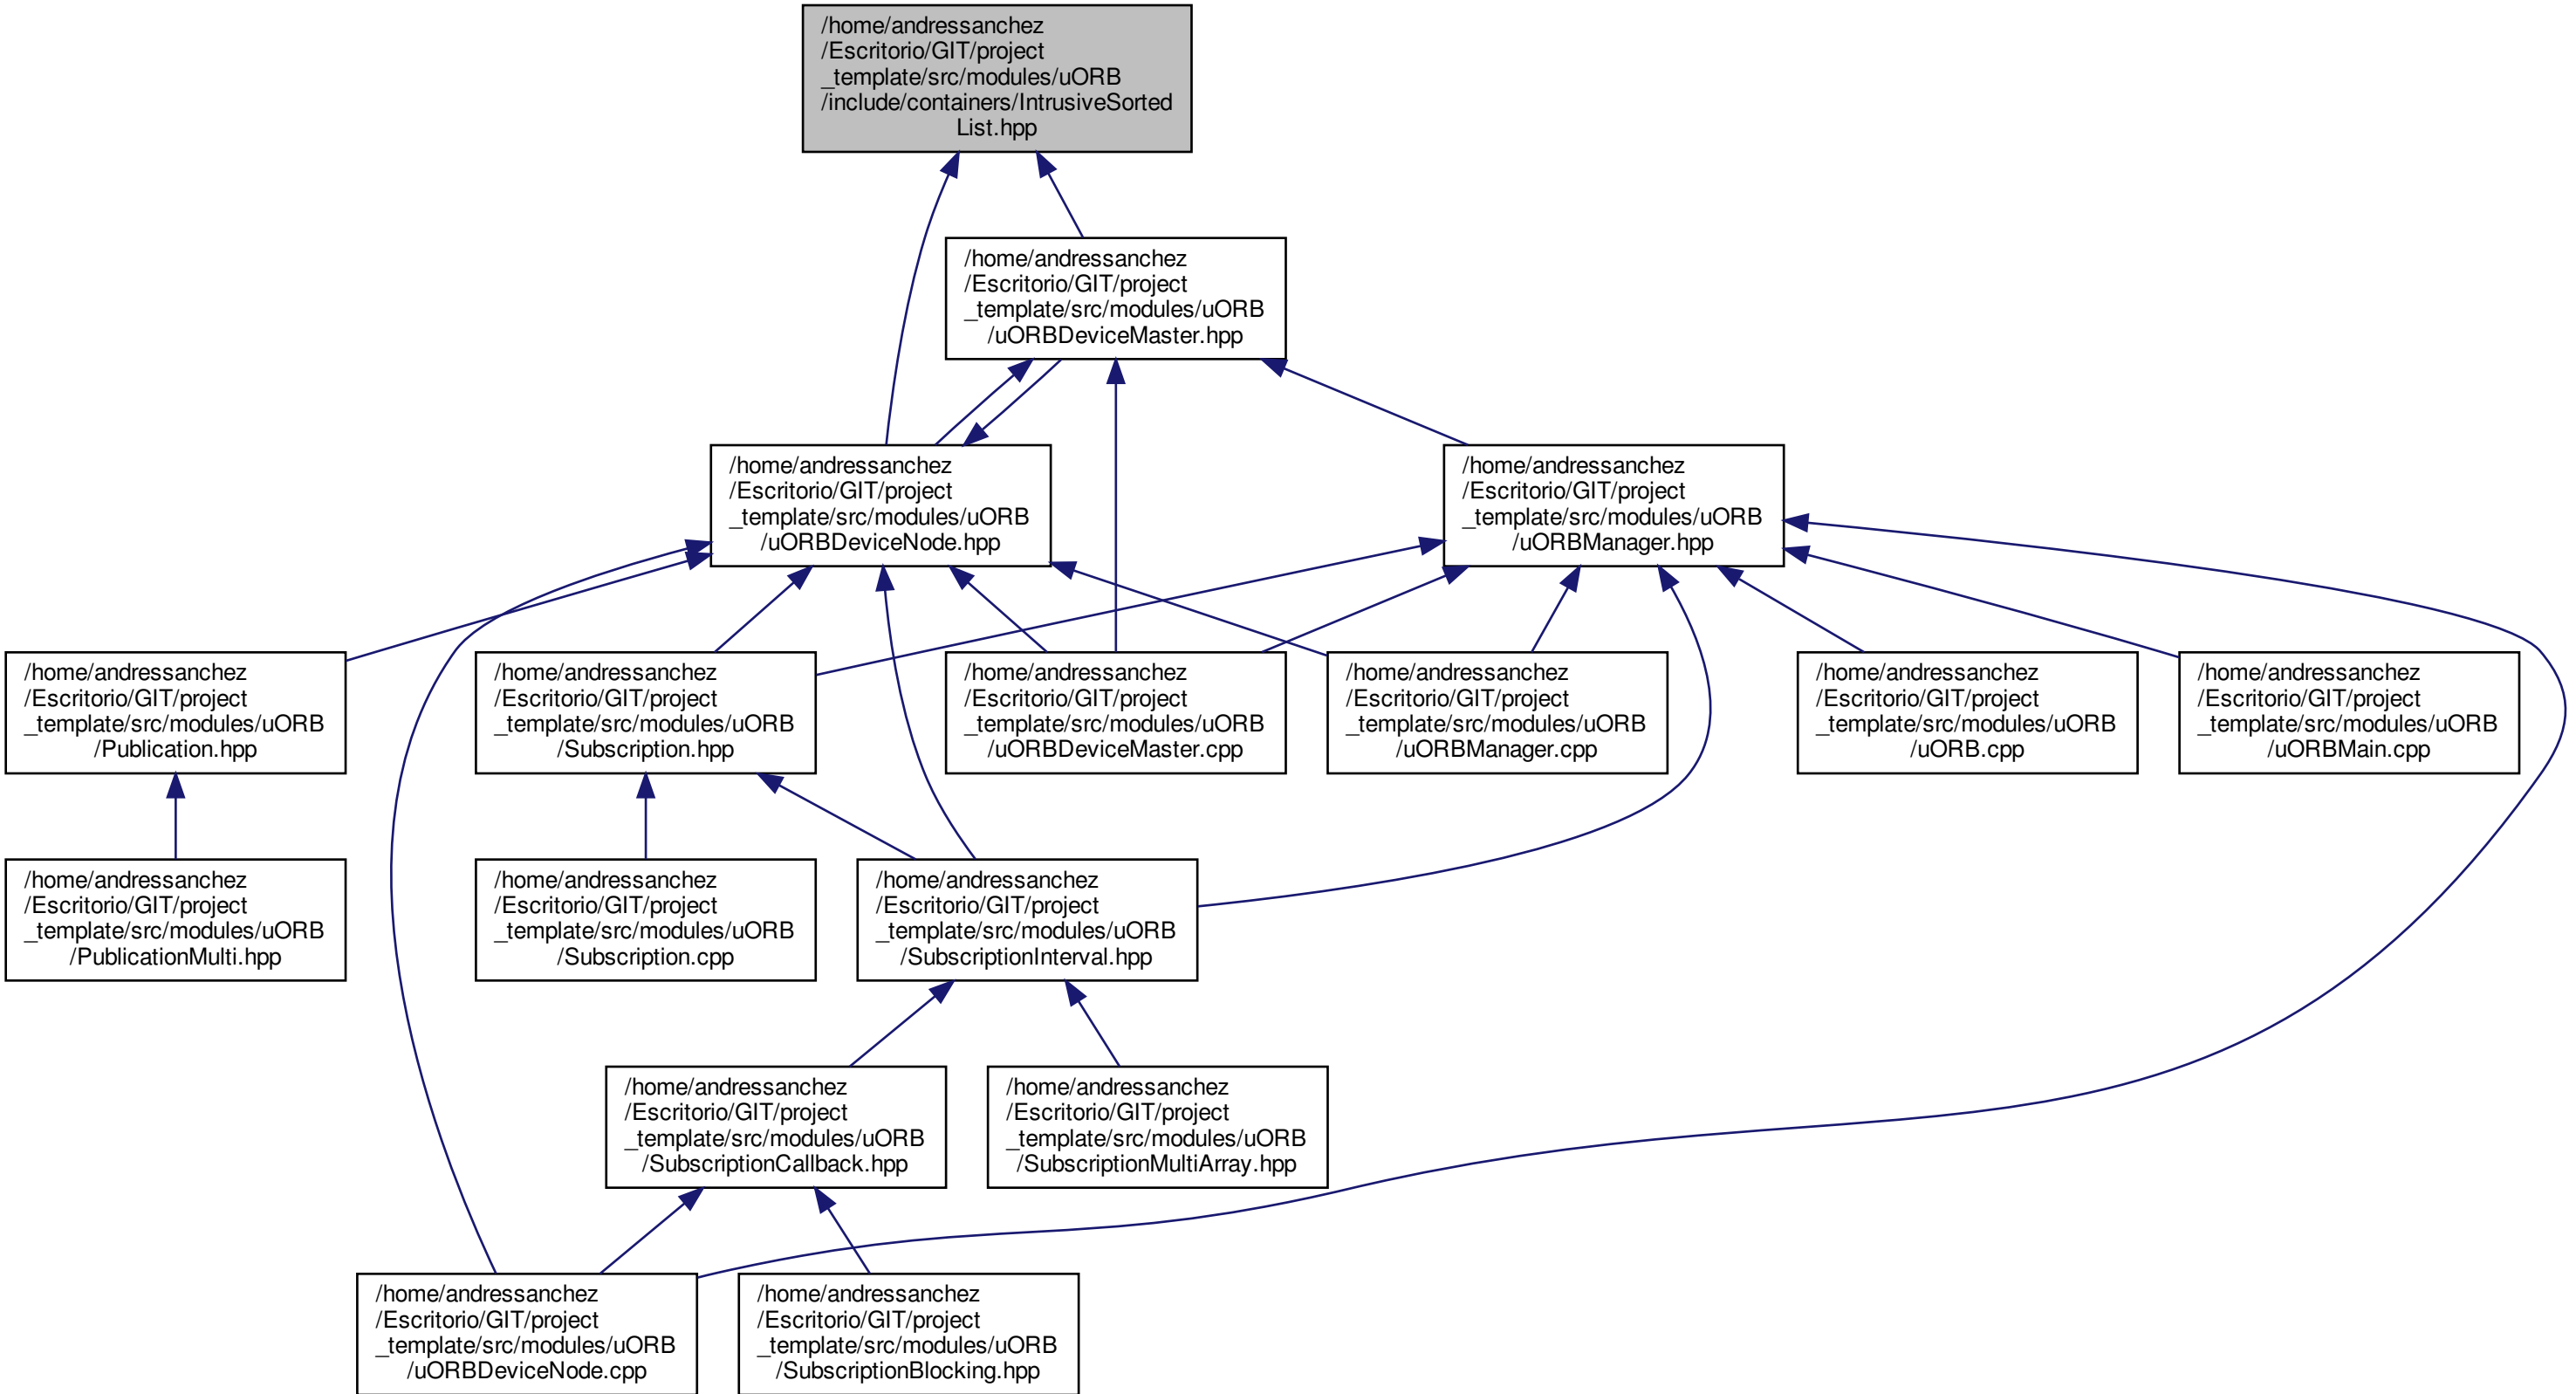 /home/andressanchez
/Escritorio/GIT/project
_template/src/modules/uORB
/include/containers/IntrusiveSorted
List.hpp
/home/andressanchez
/Escritorio/GIT/project
_template/src/modules/uORB
/uORBDeviceMaster.hpp
/home/andressanchez
/Escritorio/GIT/project
_template/src/modules/uORB
/uORBDeviceNode.hpp
/home/andressanchez
/Escritorio/GIT/project
_template/src/modules/uORB
/uORBManager.hpp
/home/andressanchez
/Escritorio/GIT/project
_template/src/modules/uORB
/Publication.hpp
/home/andressanchez
/Escritorio/GIT/project
_template/src/modules/uORB
/Subscription.hpp
/home/andressanchez
/Escritorio/GIT/project
_template/src/modules/uORB
/uORBDeviceMaster.cpp
/home/andressanchez
/Escritorio/GIT/project
_template/src/modules/uORB
/uORBManager.cpp
/home/andressanchez
/Escritorio/GIT/project
_template/src/modules/uORB
/uORB.cpp
/home/andressanchez
/Escritorio/GIT/project
_template/src/modules/uORB
/uORBMain.cpp
/home/andressanchez
/Escritorio/GIT/project
_template/src/modules/uORB
/PublicationMulti.hpp
/home/andressanchez
/Escritorio/GIT/project
_template/src/modules/uORB
/Subscription.cpp
/home/andressanchez
/Escritorio/GIT/project
_template/src/modules/uORB
/SubscriptionInterval.hpp
/home/andressanchez
/Escritorio/GIT/project
_template/src/modules/uORB
/SubscriptionCallback.hpp
/home/andressanchez
/Escritorio/GIT/project
_template/src/modules/uORB
/SubscriptionMultiArray.hpp
/home/andressanchez
/Escritorio/GIT/project
_template/src/modules/uORB
/uORBDeviceNode.cpp
/home/andressanchez
/Escritorio/GIT/project
_template/src/modules/uORB
/SubscriptionBlocking.hpp